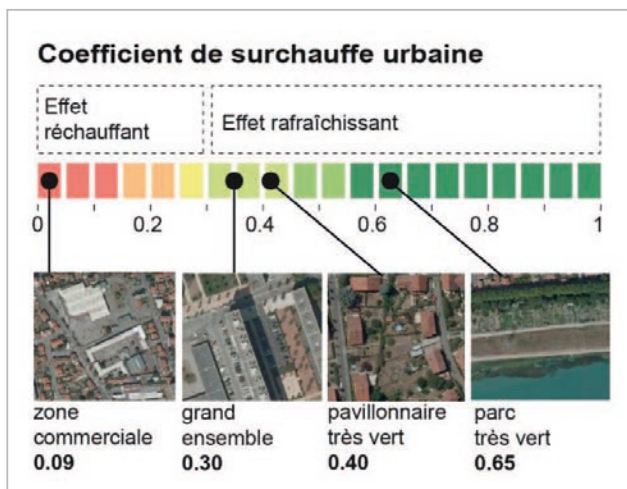 Coefficient de surchauffe urbaine
Effet
réchauffant
Effet rafraîchissant
0 0.2 0.4 0.6 0.8 1
zone
commerciale
0.09
grand
ensemble
0.30
pavillonnaire
très vert
0.40
parc
très vert
0.65